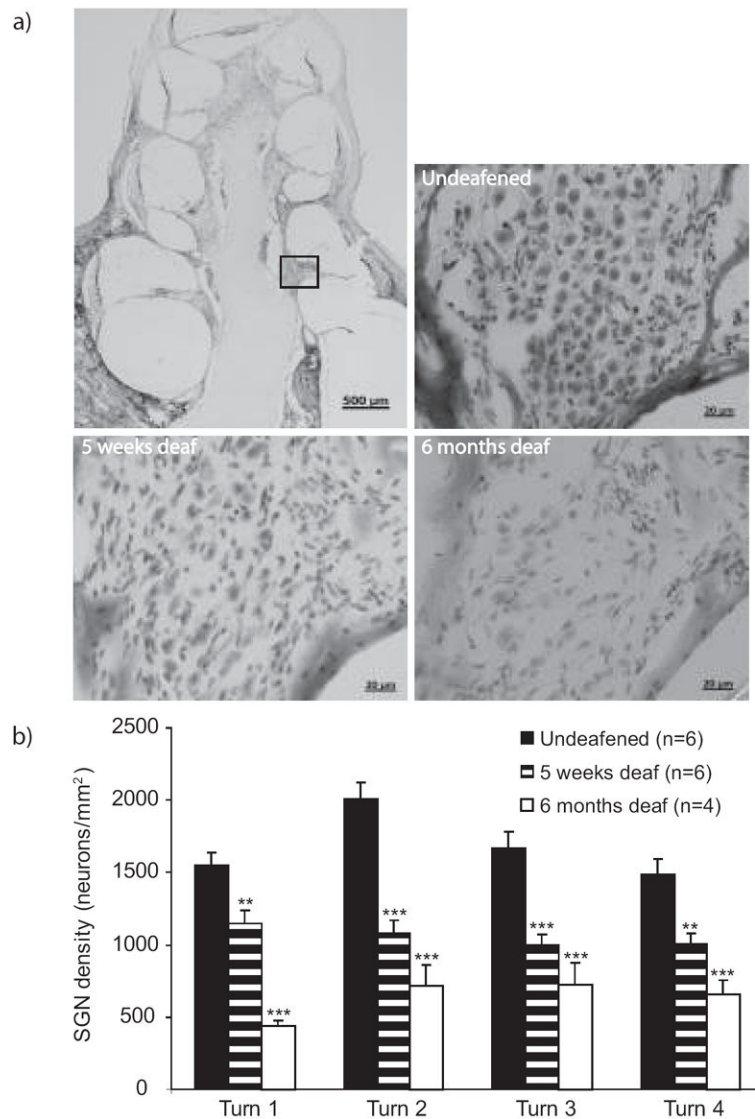 a)
Undeafened
500 µm
20 µm
5 weeks deaf
6 months deaf
20 µm
20 µm
b)
SGN density (neurons/mm²)
2500
2000
1500
1000
500
0
Undeafened (n=6)
5 weeks deaf (n=6)
6 months deaf (n=4)
** *** *** *** *** *** ** ***
Turn 1 Turn 2 Turn 3 Turn 4